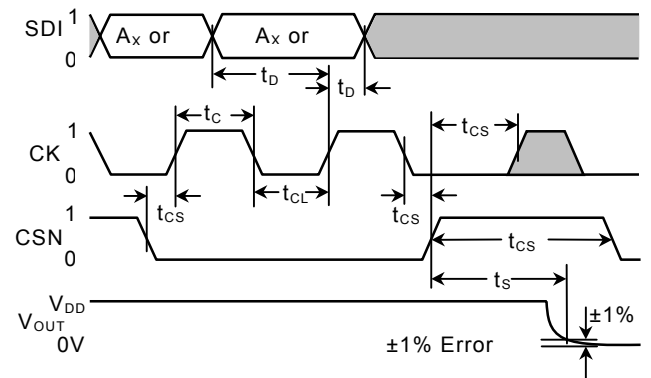 SDI 1
0
Ax or
Ax or
tD
tD
CK 1
0
tC
tCL
tCS
CSN 1
0
tCS
tCS
tCS
tS
VDD
VOUT
0V
±1%
±1% Error